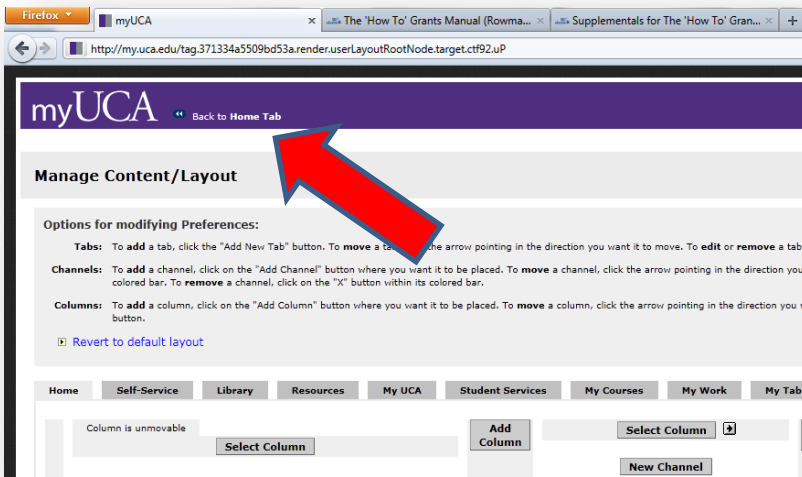 Firefox
myUCA × The 'How To' Grants Manual (Rowma... × Supplementals for The 'How To' Gran... × +
http://my.uca.edu/tag.371334a5509bd53a.render.userLayoutRootNode.target.ctf92.uP
myUCA Back to Home Tab
Manage Content/Layout
Options for modifying Preferences:
Tabs: To add a tab, click the "Add New Tab" button. To move a the arrow pointing in the direction you want it to move. To edit or remove a tab
Channels: To add a channel, click on the "Add Channel" button where you want it to be placed. To move a channel, click the arrow pointing in the direction you
colored bar. To remove a channel, click on the "X" button within its colored bar.
Columns: To add a column, click on the "Add Column" button where you want it to be placed. To move a column, click the arrow pointing in the direction you
button.
Revert to default layout
Home Self-Service Library Resources My UCA Student Services My Courses My Work My Tab
Column is unmovable
Select Column
Add
Column
Select Column
New Channel